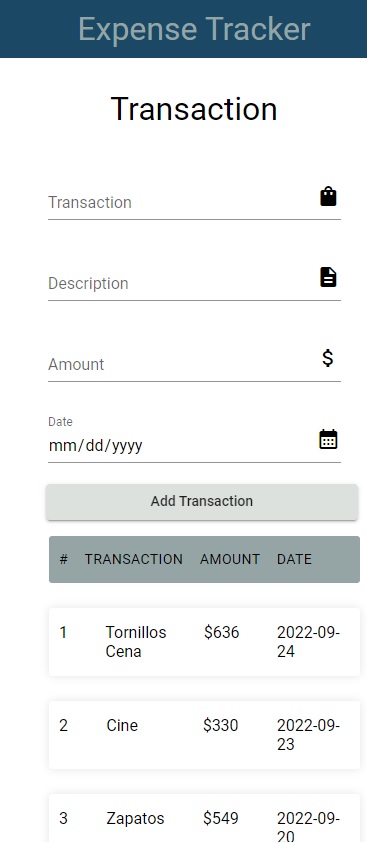 Expense Tracker
Transaction
Transaction
Description
Amount
Date
mm/dd/yyyy
Add Transaction
# TRANSACTION AMOUNT DATE
1 Tornillos $636 2022-09-
Cena 24
2 Cine $330 2022-09-
23
3 Zapatos $549 2022-09-
20